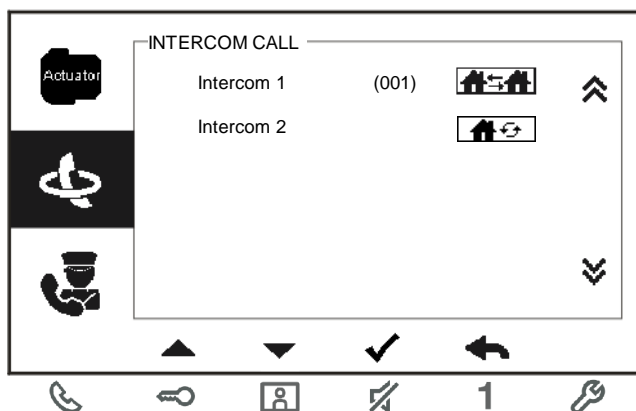 INTERCOM CALL
Actuator
Intercom 1 (001)
Intercom 2
1